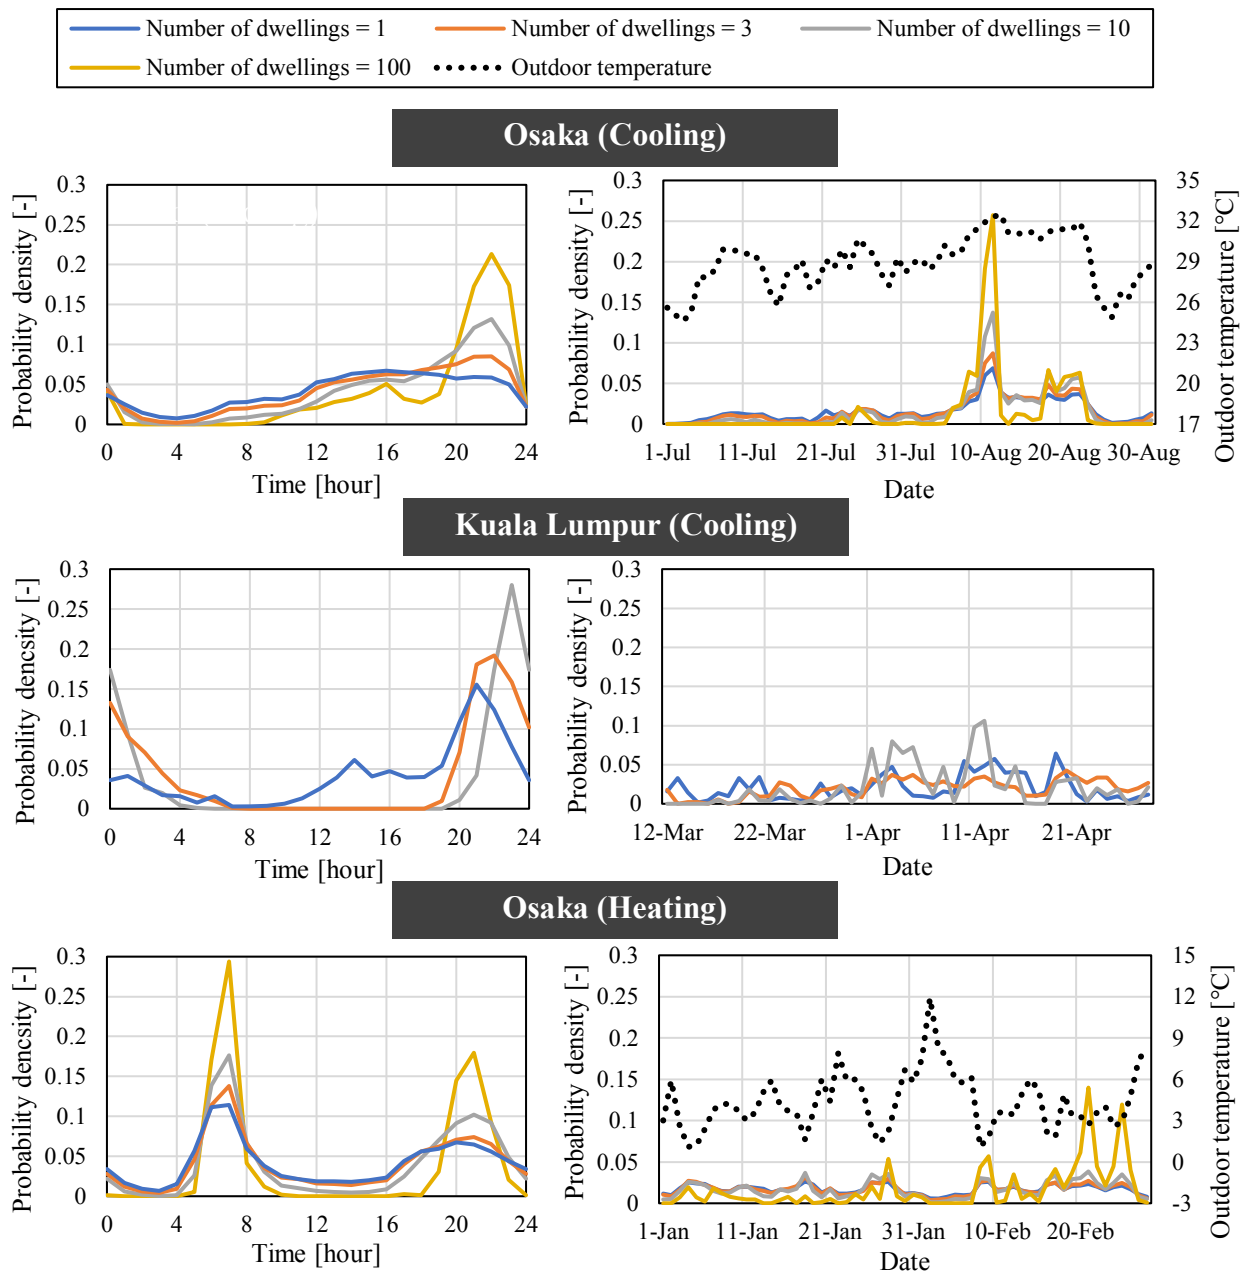 Number of dwellings = 1 Number of dwellings = 3 Number of dwellings = 10
Number of dwellings = 100 Outdoor temperature
Osaka (Cooling)
Probability density [-]
0.3
0.25
0.2
0.15
0.1
0.05
0
0 4 8 12 16 20 24
Time [hour]
Probability density [-]
0.3
0.25
0.2
0.15
0.1
0.05
0
35
32
29
26
23
20
17
Outdoor temperature [℃]
1-Jul 11-Jul 21-Jul 31-Jul 10-Aug 20-Aug 30-Aug
Date
Kuala Lumpur (Cooling)
Probability dencsity [-]
0.3
0.25
0.2
0.15
0.1
0.05
0
0 4 8 12 16 20 24
Time [hour]
Probability density [-]
0.3
0.25
0.2
0.15
0.1
0.05
0
12-Mar 22-Mar 1-Apr 11-Apr 21-Apr
Date
Osaka (Heating)
Probability dencsity [-]
0.3
0.25
0.2
0.15
0.1
0.05
0
0 4 8 12 16 20 24
Time [hour]
Probability density [-]
0.3
0.25
0.2
0.15
0.1
0.05
0
15
12
9
6
3
0
-3
Outdoor temperature [℃]
1-Jan 11-Jan 21-Jan 31-Jan 10-Feb 20-Feb
Date